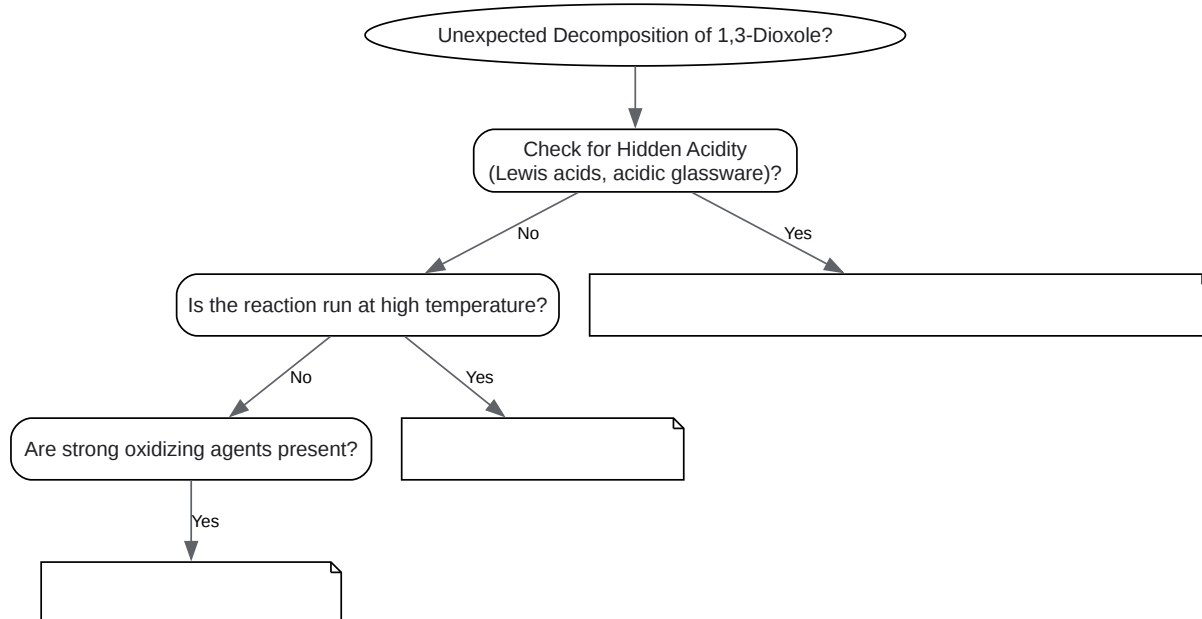 Unexpected Decomposition of 1,3-Dioxole?
Check for Hidden Acidity
(Lewis acids, acidic glassware)?
No
Yes
Is the reaction run at high temperature?
No
Yes
Are strong oxidizing agents present?
Yes